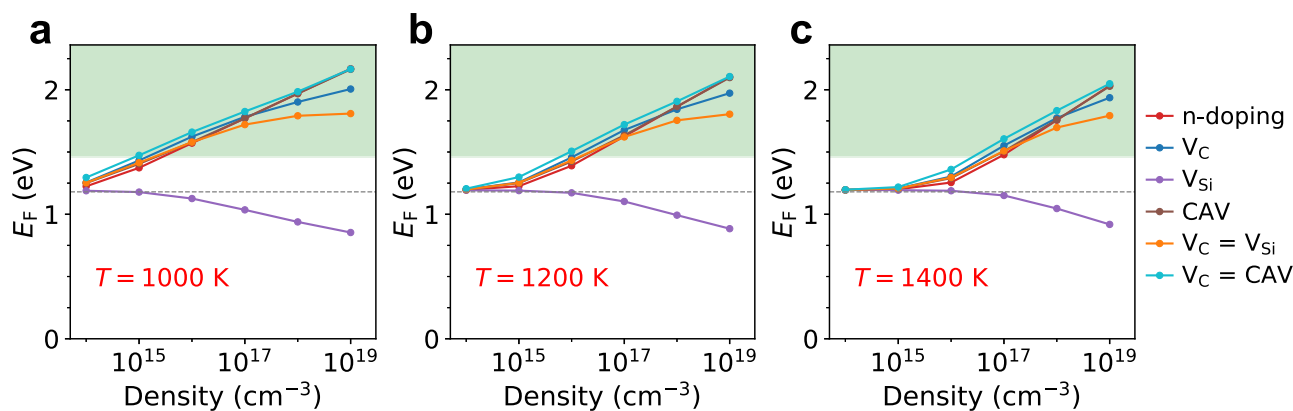 a
b
c
E_F (eV)
2
1
0
T = 1000 K
10^15
10^17
10^19
Density (cm^−3)
E_F (eV)
2
1
0
T = 1200 K
10^15
10^17
10^19
Density (cm^−3)
E_F (eV)
2
1
0
T = 1400 K
10^15
10^17
10^19
Density (cm^−3)
n-doping
V_C
V_Si
CAV
V_C = V_Si
V_C = CAV